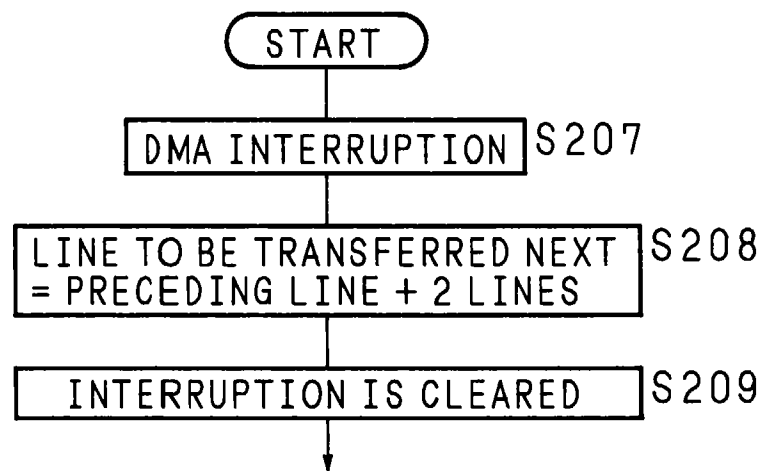 START
DMA INTERRUPTION S207
LINE TO BE TRANSFERRED NEXT S208
= PRECEDING LINE + 2 LINES
INTERRUPTION IS CLEARED S209